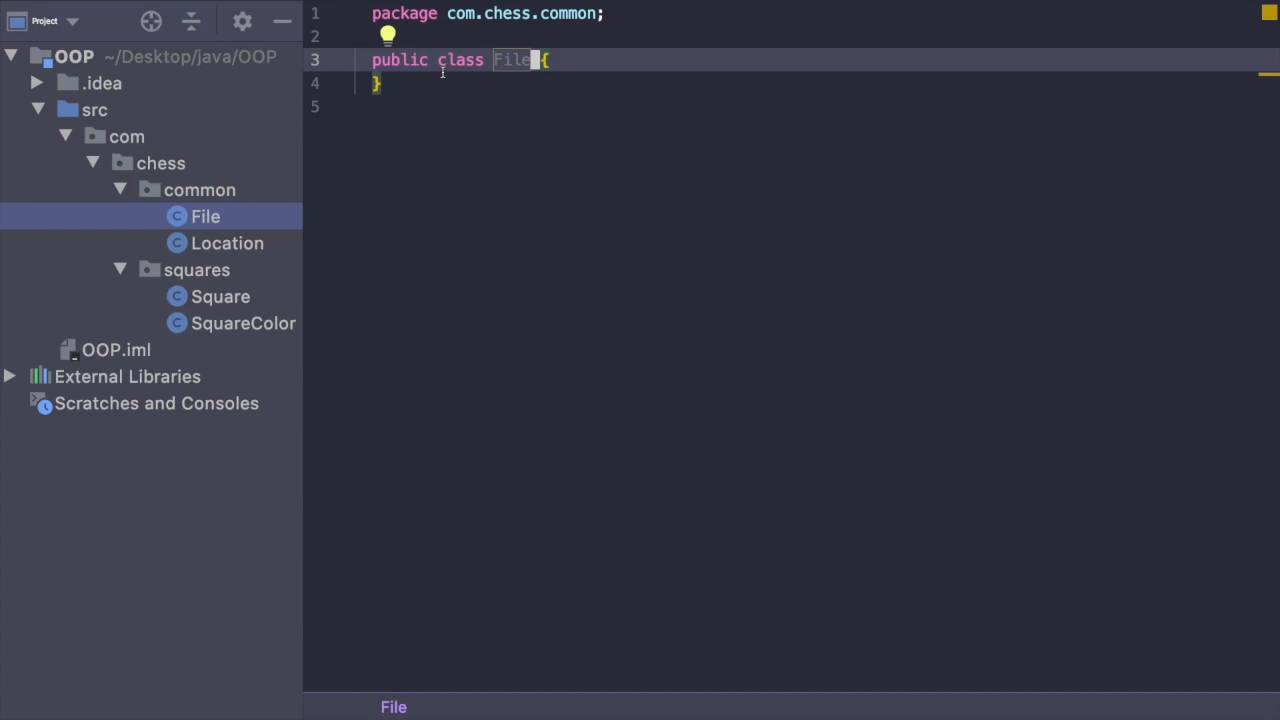 Project
OOP ~/Desktop/java/OOP
.idea
src
com
chess
common
File
Location
squares
Square
SquareColor
OOP.iml
External Libraries
Scratches and Consoles
1 package com.chess.common;
2
3 public class File {
4 }
5
File